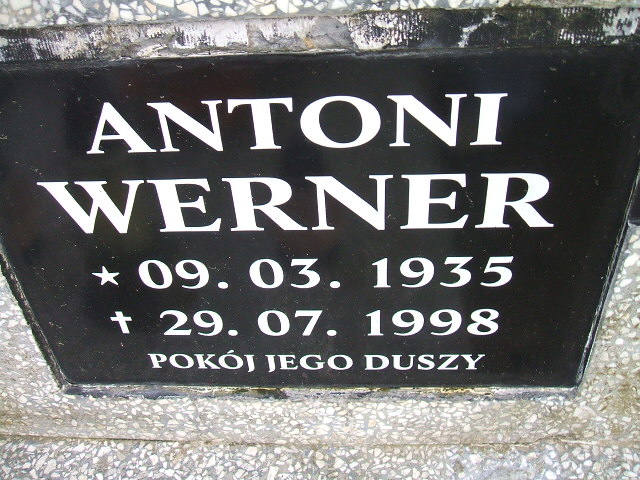 ANTONI
WERNER
★ 09. 03. 1935
✝ 29. 07. 1998
POKÓJ JEGO DUSZY